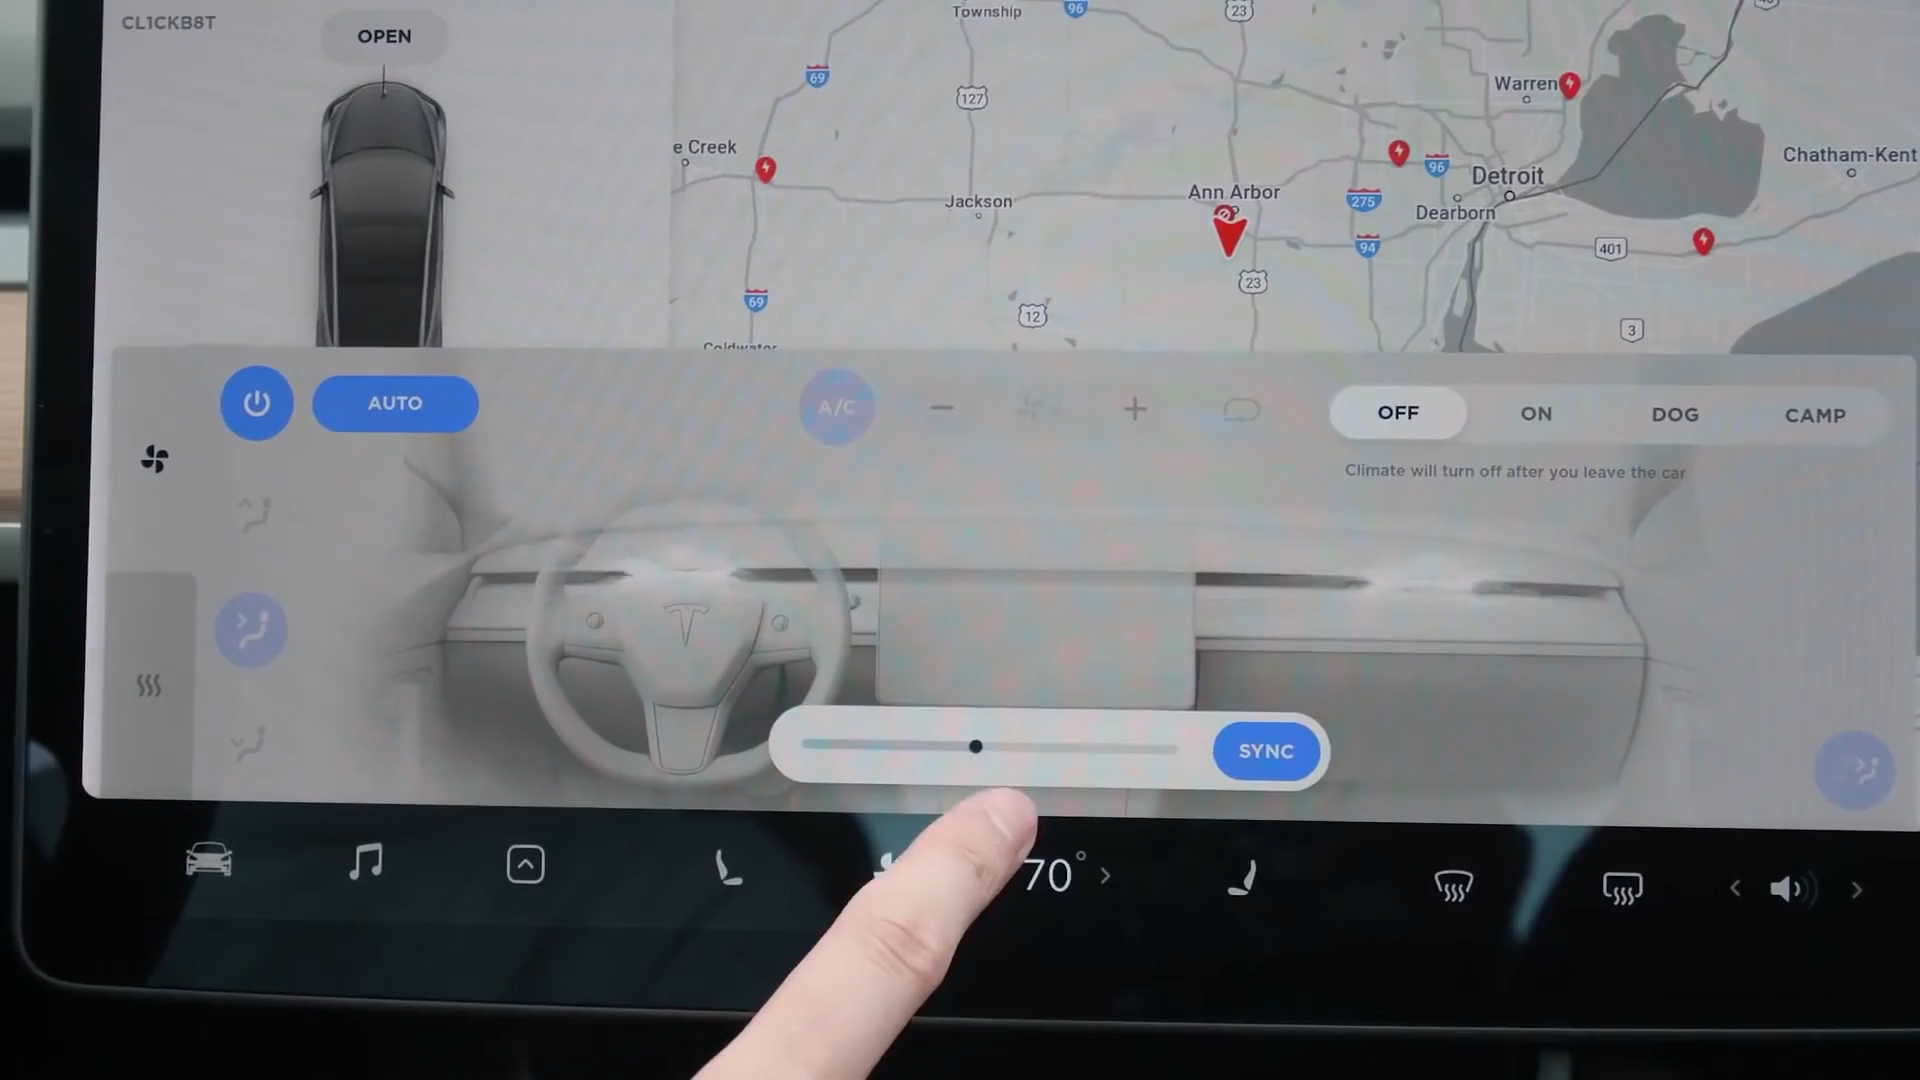 CL1CKB8T
OPEN
Township
96
23
69
127
Warren
e Creek
Chatham-Kent
96
Detroit
Ann Arbor
Jackson
275
Dearborn
94
401
23
69
12
3
Coldwater
AUTO
A/C
OFF
ON
DOG
CAMP
Climate will turn off after you leave the car
SYNC
70°